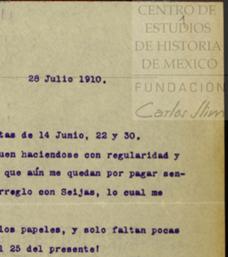 CENTRO DE
ESTUDIOS
DE HISTORIA
DE MÉXICO
FUNDACIÓN
Carlos Slim
28 Julio 1910.
tas de 14 Junio, 22 y 30.
uen haciendose con regularidad y
que aún me quedan por pagar sen-
rreglo con Seijas, lo cual me
los papeles, y solo faltan pocas
l 25 del presente!